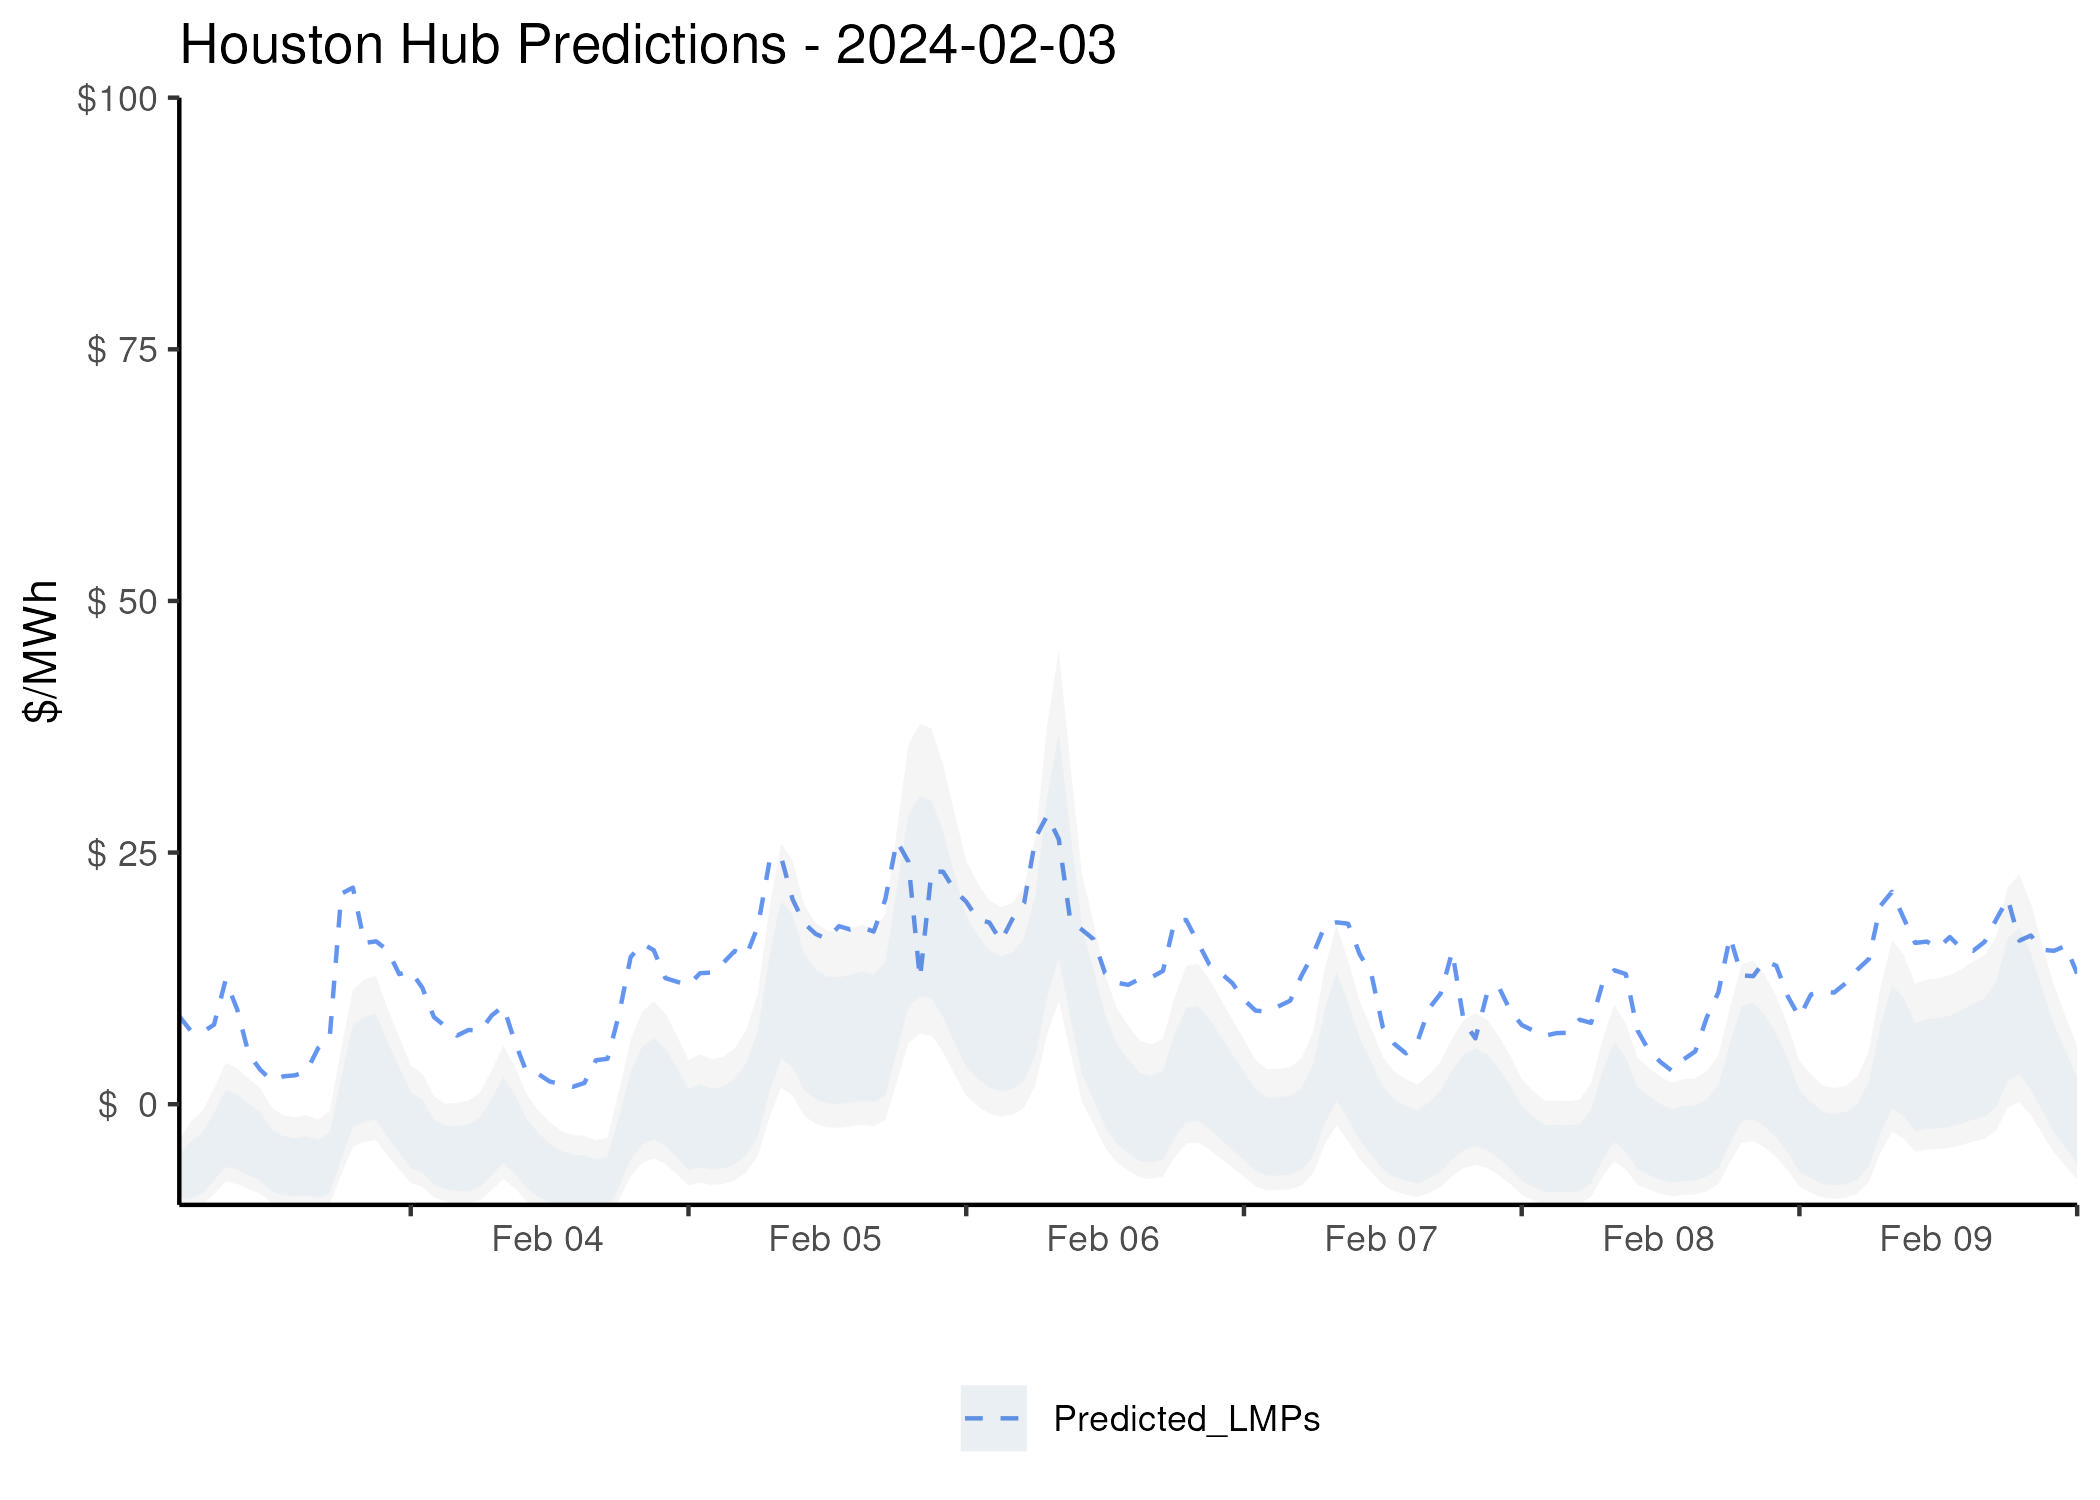 Houston Hub Predictions - 2024-02-03
$100
$ 75
$ 50
$ 25
$ 0
$/MWh
Feb 04
Feb 05
Feb 06
Feb 07
Feb 08
Feb 09
Predicted_LMPs